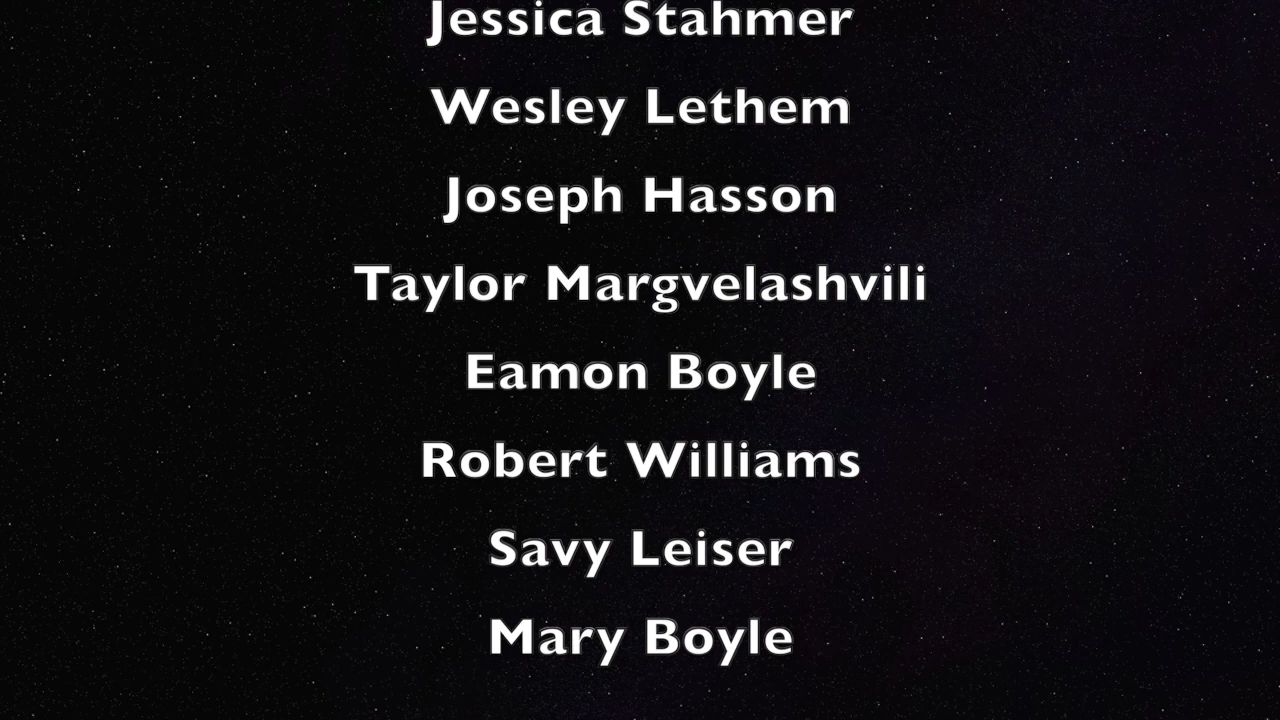 Jessica Stahmer
Wesley Lethem
Joseph Hasson
Taylor Margvelashvili
Eamon Boyle
Robert Williams
Savy Leiser
Mary Boyle